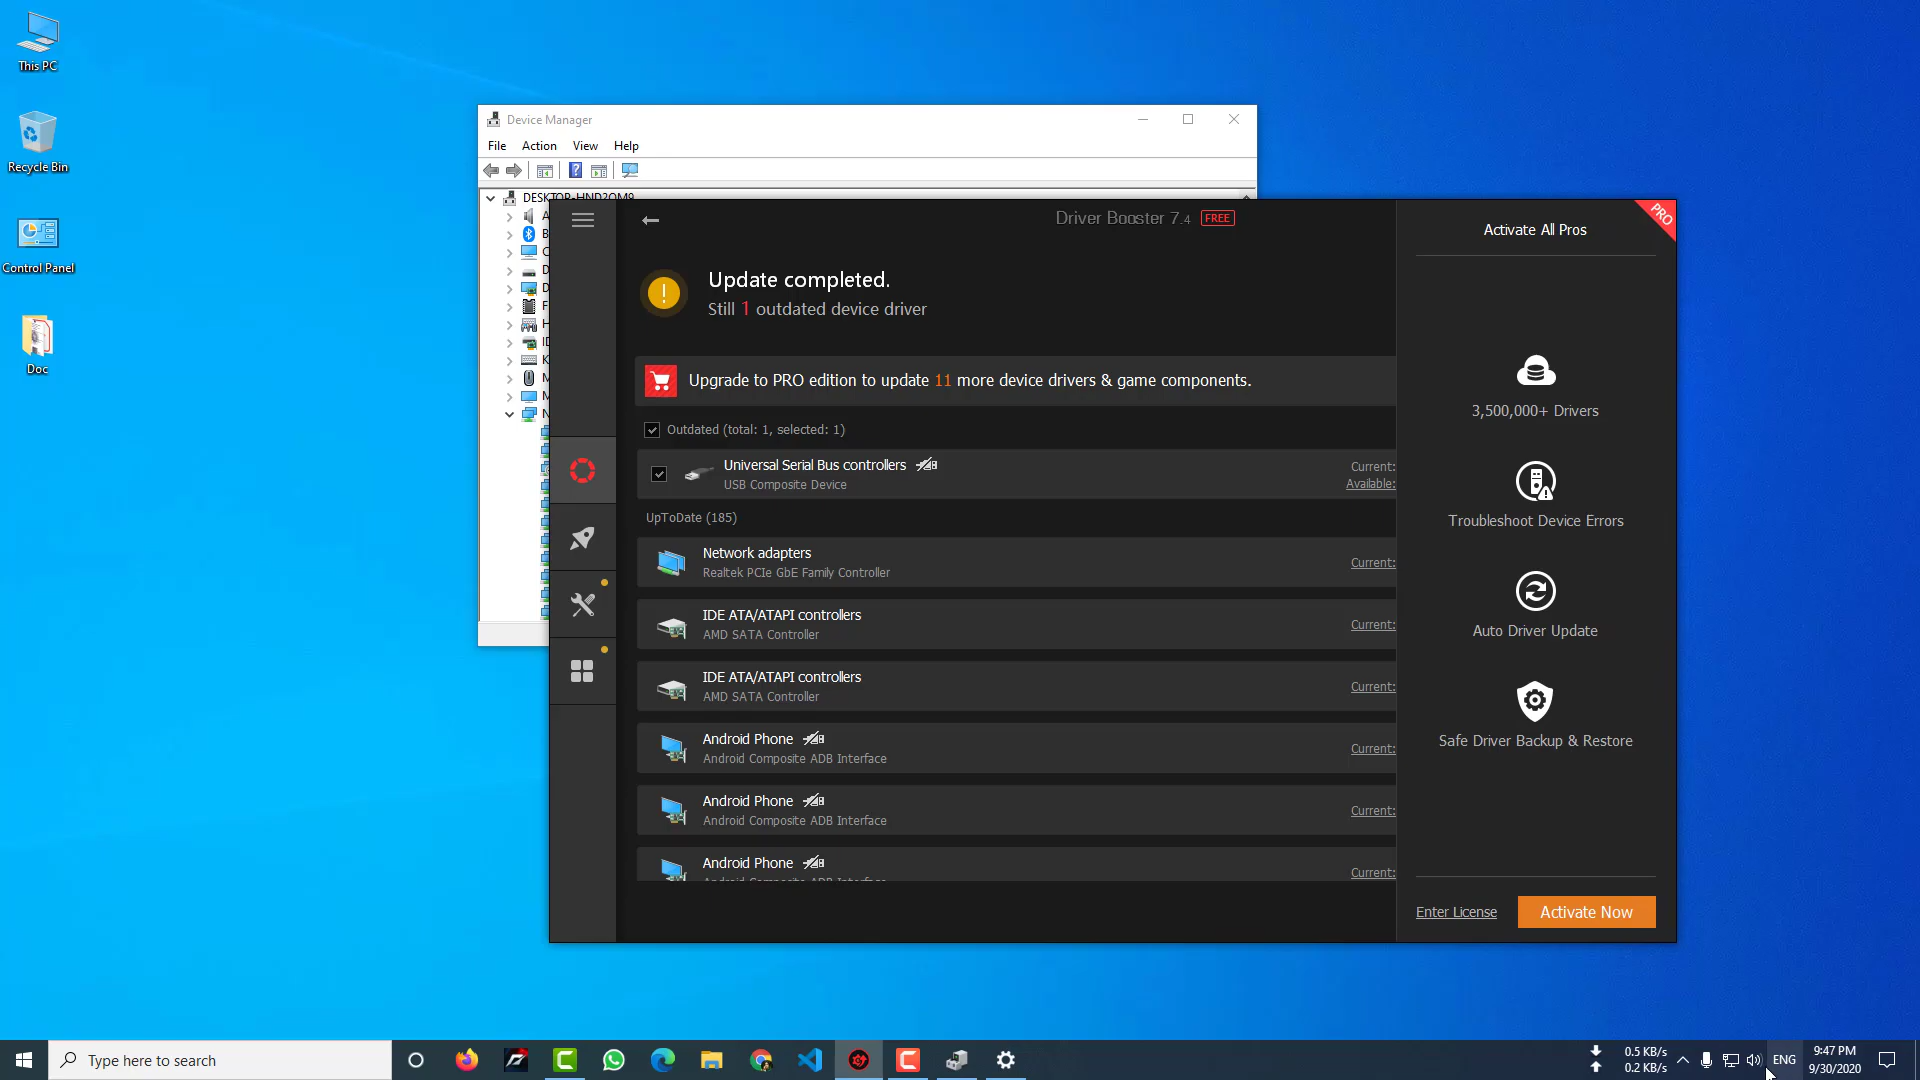 This PC
Recycle Bin
Control Panel
Doc
Device Manager
File Action View Help
DESKTOP-HND2OM9
Driver Booster 7.4 FREE
Update completed.
Still 1 outdated device driver
Upgrade to PRO edition to update 11 more device drivers & game components.
Outdated (total: 1, selected: 1)
Universal Serial Bus controllers
USB Composite Device
Current:
Available:
UpToDate (185)
Network adapters
Realtek PCIe GbE Family Controller
Current:
IDE ATA/ATAPI controllers
AMD SATA Controller
Current:
IDE ATA/ATAPI controllers
AMD SATA Controller
Current:
Android Phone
Android Composite ADB Interface
Current:
Android Phone
Android Composite ADB Interface
Current:
Android Phone
Android Composite ADB Interface
Current:
PRO
Activate All Pros
3,500,000+ Drivers
Troubleshoot Device Errors
Auto Driver Update
Safe Driver Backup & Restore
Enter License
Activate Now
Type here to search
0.5 KB/s
0.2 KB/s
ENG
9:47 PM
9/30/2020